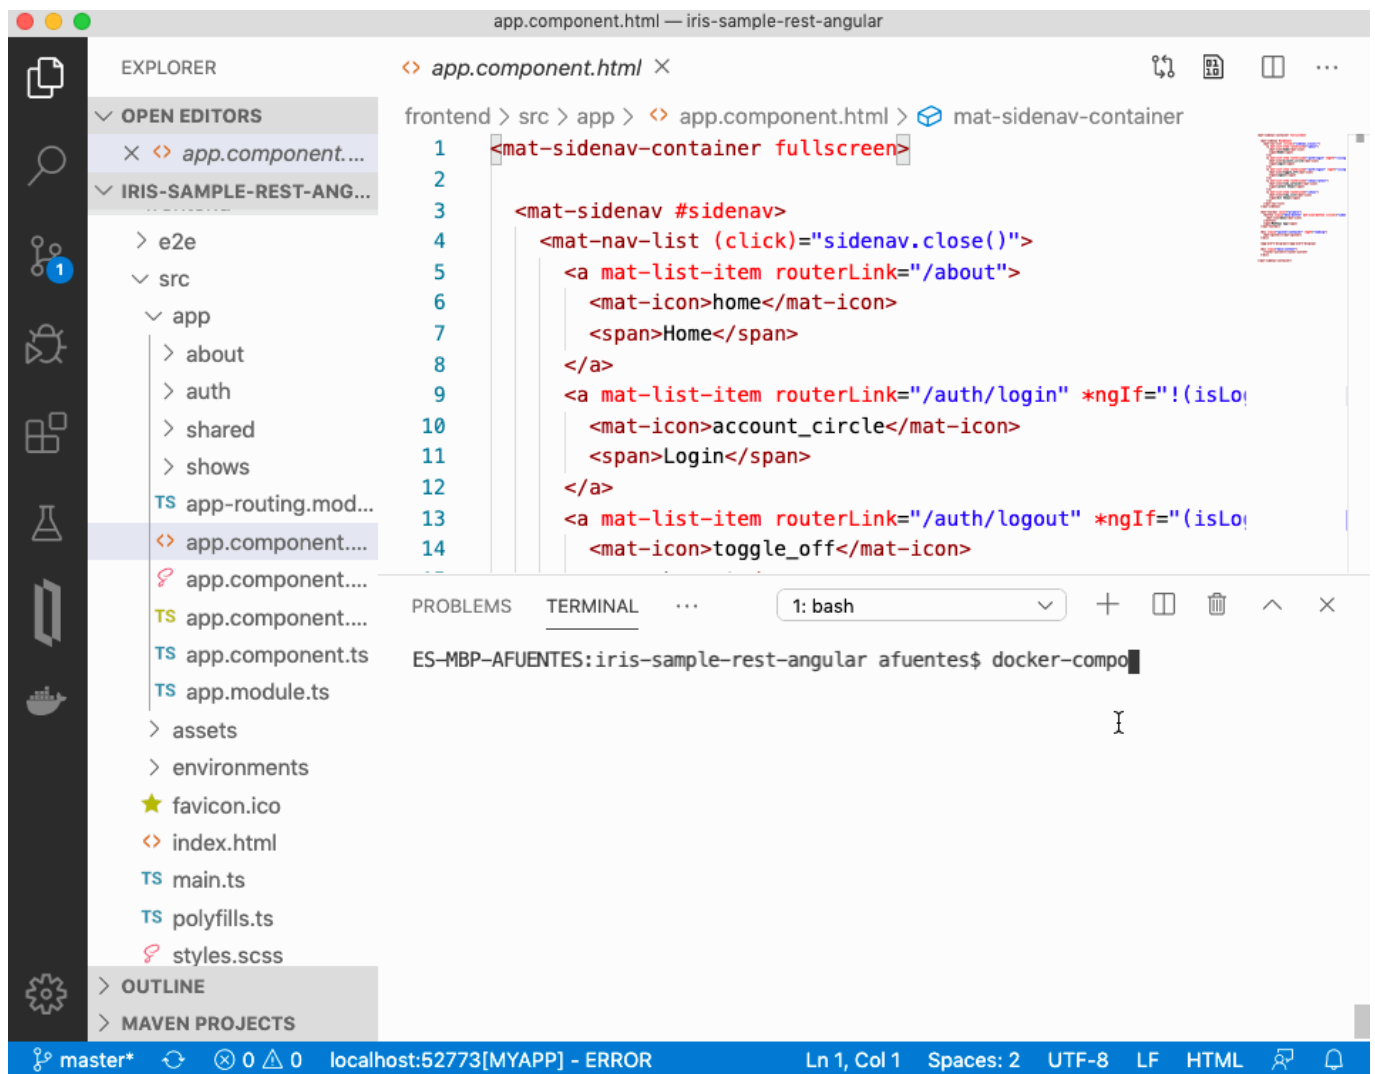 app.component.html — iris-sample-rest-angular
EXPLORER
OPEN EDITORS
app.component....
IRIS-SAMPLE-REST-ANG...
e2e
src
app
about
auth
shared
shows
TS app-routing.mod...
app.component....
app.component....
TS app.component....
TS app.component.ts
TS app.module.ts
assets
environments
favicon.ico
index.html
TS main.ts
TS polyfills.ts
styles.scss
OUTLINE
MAVEN PROJECTS
1
app.component.html
frontend > src > app > app.component.html > mat-sidenav-container
1 <mat-sidenav-container fullscreen>
2
3 <mat-sidenav #sidenav>
4 <mat-nav-list (click)="sidenav.close()">
5 <a mat-list-item routerLink="/about">
6 <mat-icon>home</mat-icon>
7 <span>Home</span>
8 </a>
9 <a mat-list-item routerLink="/auth/login" *ngIf="!(isLo
10 <mat-icon>account_circle</mat-icon>
11 <span>Login</span>
12 </a>
13 <a mat-list-item routerLink="/auth/logout" *ngIf="(isLo
14 <mat-icon>toggle_off</mat-icon>
PROBLEMS TERMINAL ... 1: bash
ES-MBP-AFUENTES:iris-sample-rest-angular afuentes$ docker-compo
master* 0 0 localhost:52773[MYAPP] - ERROR Ln 1, Col 1 Spaces: 2 UTF-8 LF HTML